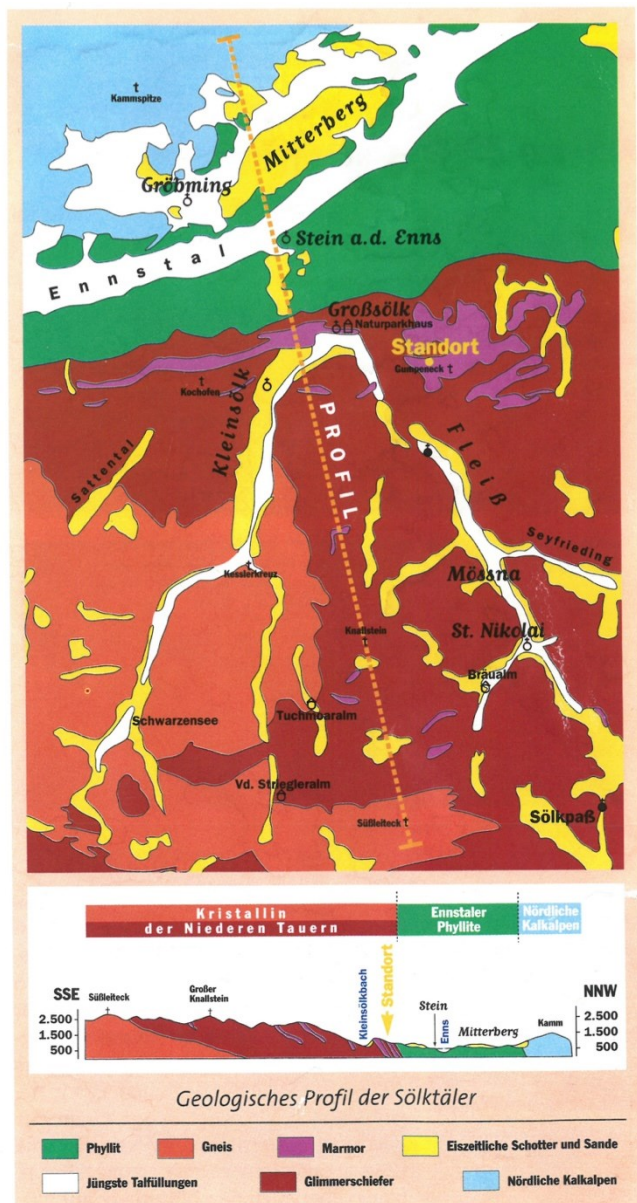 Kammspitze
Mitterberg
Gröbming
Stein a.d. Enns
Ennstal
Großsölk
Naturparkhaus
Standort
Gumpeneck
Kochofen
Kleinsölk
PROFIL
Fleiß
Sattental
Seyfrieding
Kesslerkreuz
Mössna
Knallstein
St. Nikolai
Bräualm
Tuchmoaralm
Schwarzensee
Vd. Striegleralm
Süßleiteck
Sölkpaß
Kristallin
der Niederen Tauern
Ennstaler
Phyllite
Nördliche
Kalkalpen
SSE
Süßleiteck
Großer
Knallstein
Kleinsölkbach
Standort
Stein
Enns
Mitterberg
Kamm
NNW
2.500
1.500
500
2.500
1.500
500
Geologisches Profil der Sölktäler
Phyllit
Gneis
Marmor
Eiszeitliche Schotter und Sande
Jüngste Talfüllungen
Glimmerschiefer
Nördliche Kalkalpen